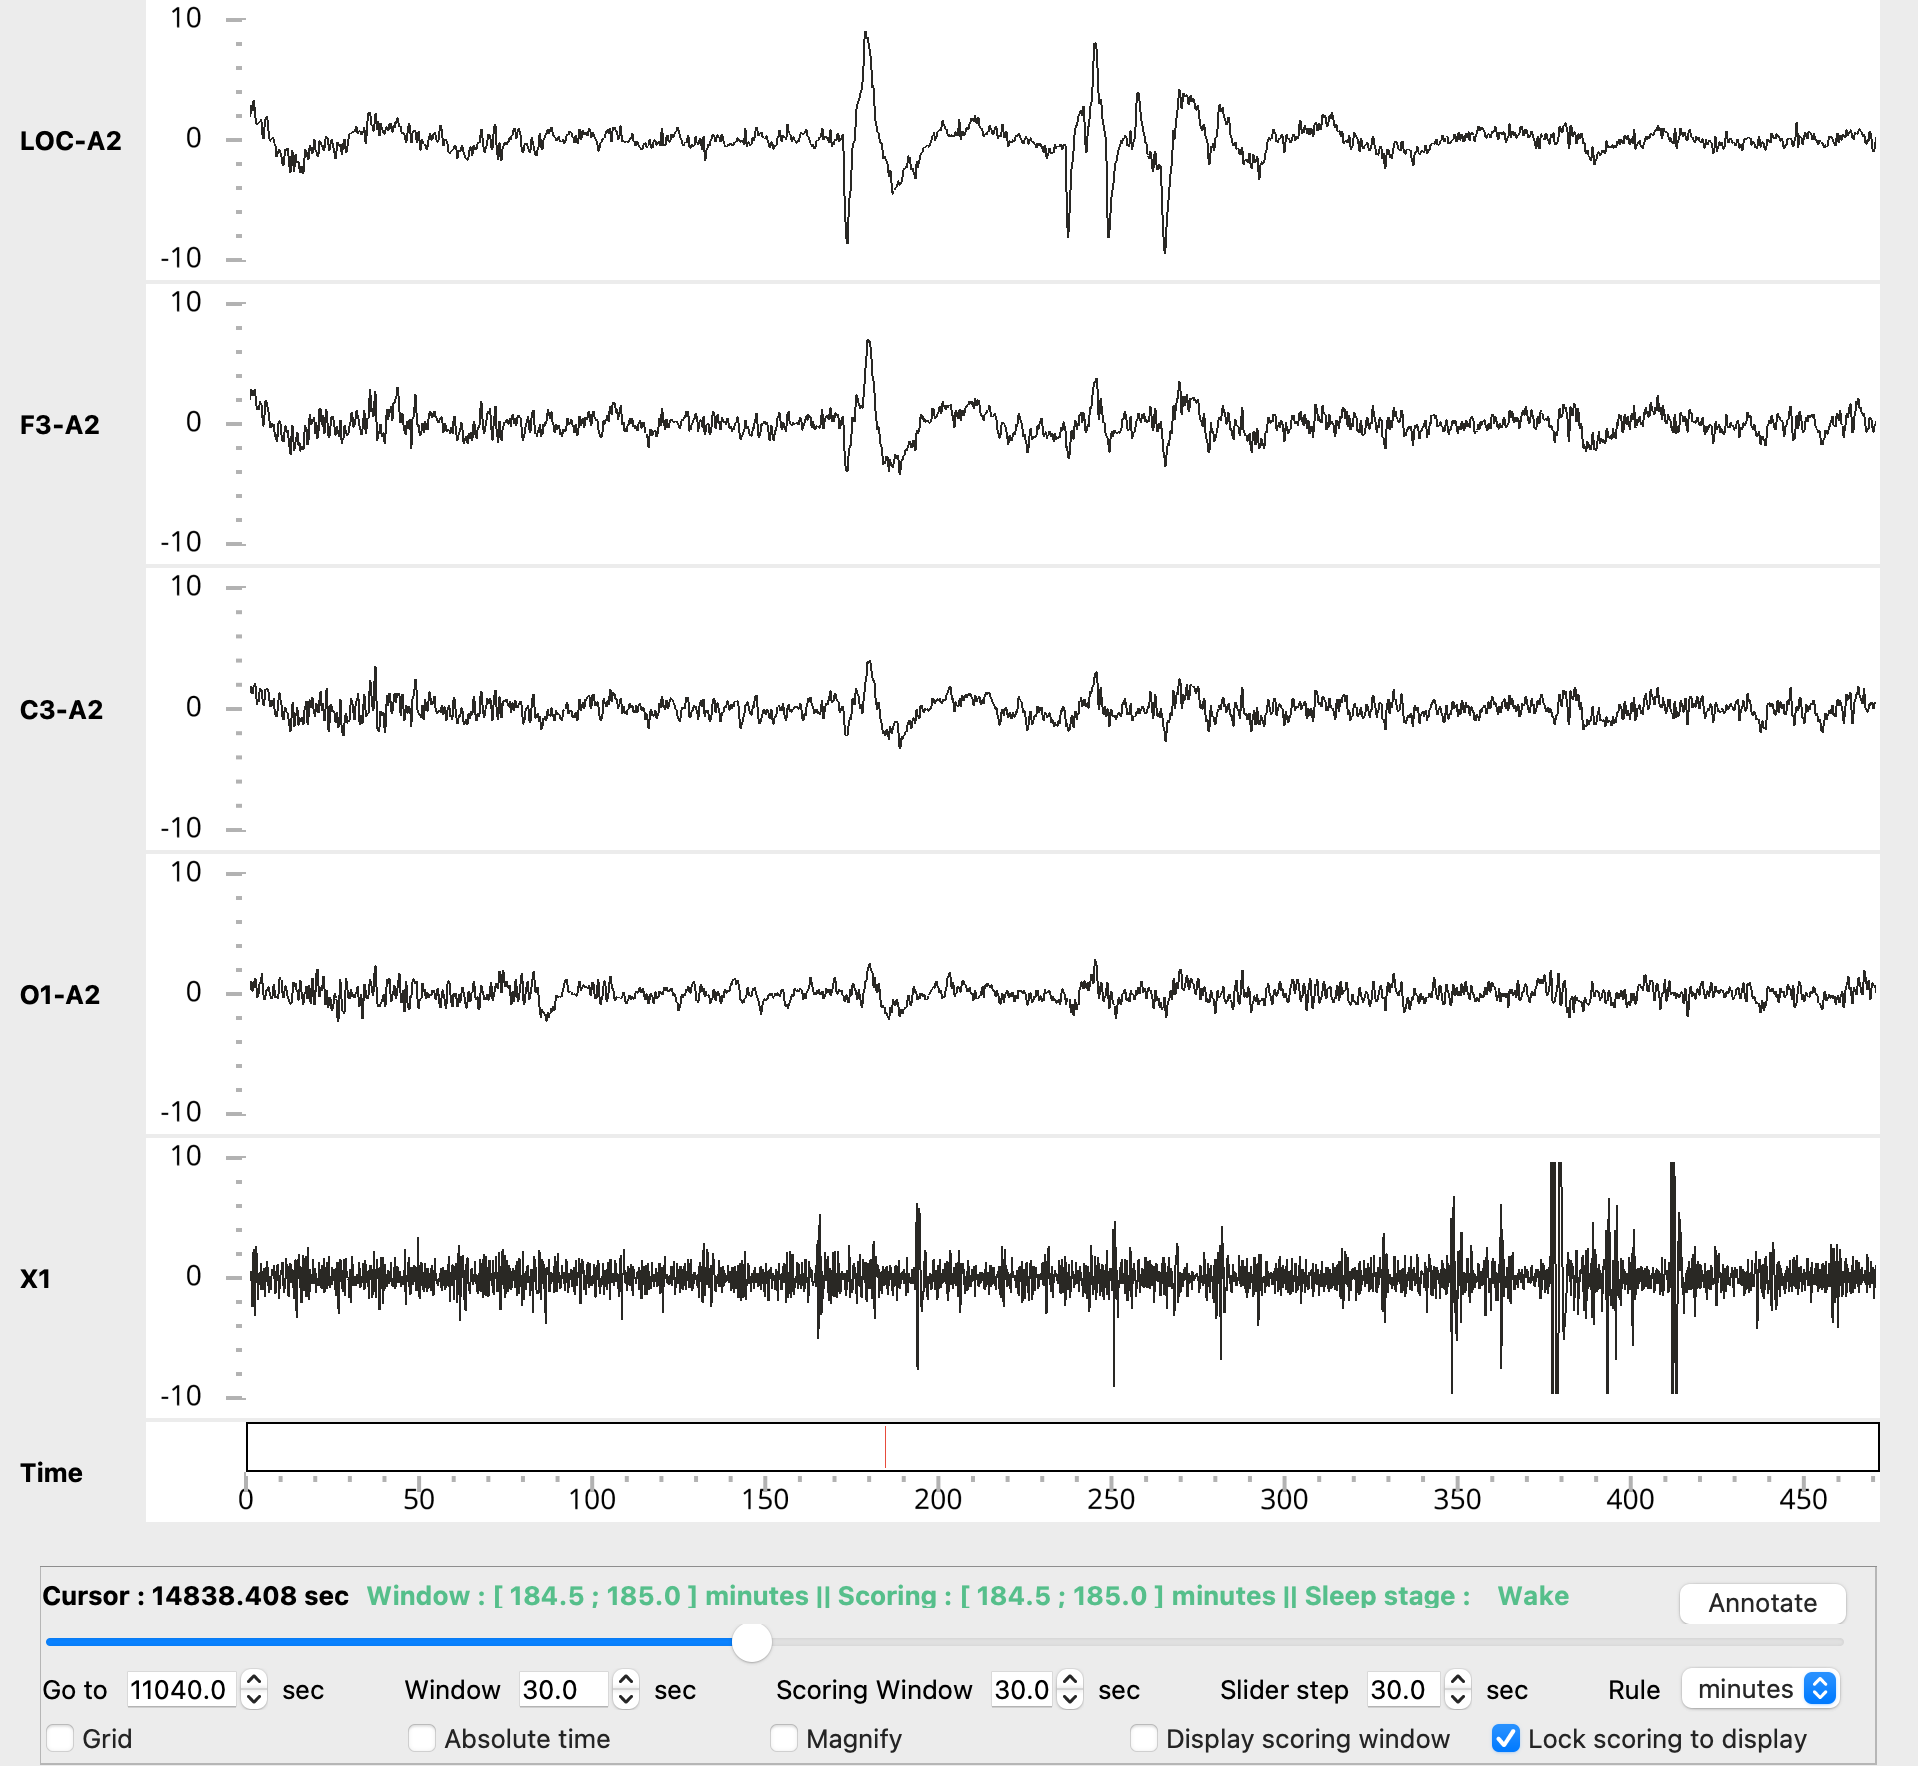 10
LOC-A2
0
-10
10
F3-A2
0
-10
10
C3-A2
0
-10
10
O1-A2
0
-10
10
X1
0
-10
Time
0 50 100 150 200 250 300 350 400 450
Cursor : 14838.408 sec Window : [ 184.5 ; 185.0 ] minutes || Scoring : [ 184.5 ; 185.0 ] minutes || Sleep stage : Wake Annotate
Go to 11040.0 sec Window 30.0 sec Scoring Window 30.0 sec Slider step 30.0 sec Rule minutes
Grid Absolute time Magnify Display scoring window Lock scoring to display